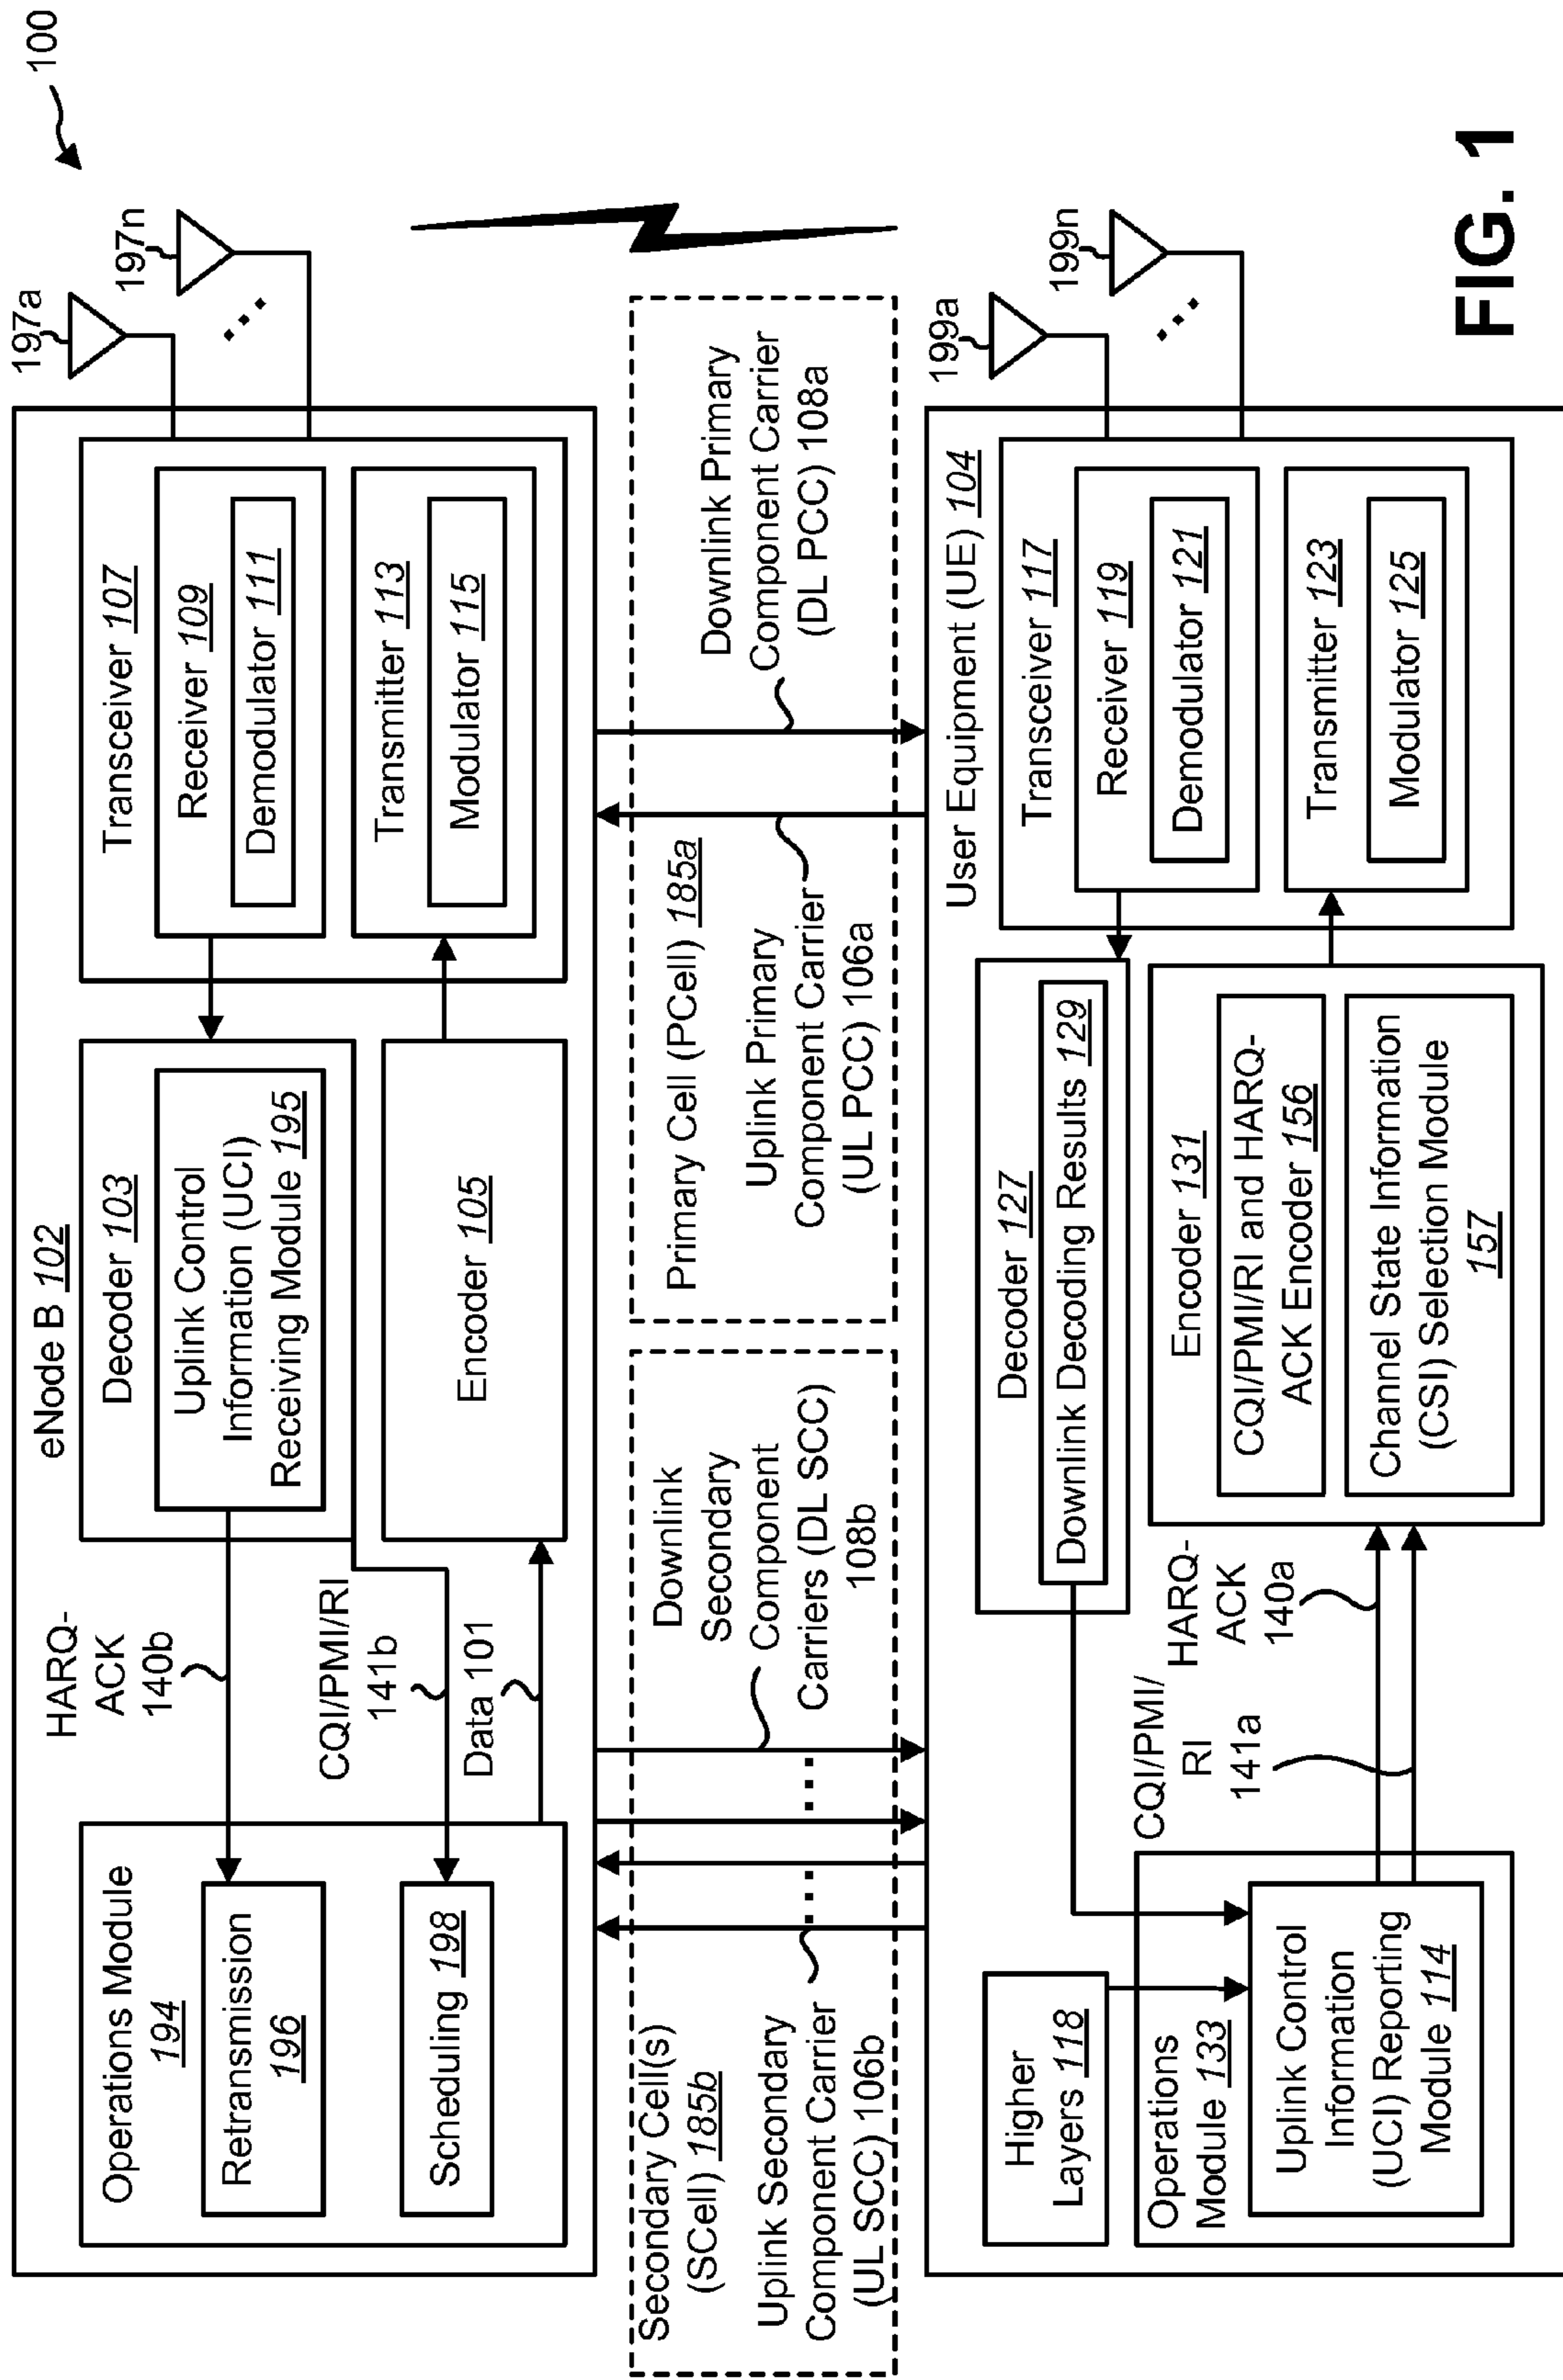 100
eNode B 102
Operations Module
194
Retransmission
196
Scheduling 198
HARQ-
ACK
140b
CQI/PMI/RI
141b
Data 101
Decoder 103
Uplink Control
Information (UCI)
Receiving Module 195
Encoder 105
Transceiver 107
Receiver 109
Demodulator 111
Transmitter 113
Modulator 115
197a
197n
Secondary Cell(s)
(SCell) 185b
Uplink Secondary
Component Carrier
(UL SCC) 106b
Downlink
Secondary
Component
Carriers (DL SCC)
108b
Primary Cell (PCell) 185a
Uplink Primary
Component Carrier
(UL PCC) 106a
Downlink Primary
Component Carrier
(DL PCC) 108a
User Equipment (UE) 104
Higher
Layers 118
Operations
Module 133
Uplink Control
Information
(UCI) Reporting
Module 114
CQI/PMI/
RI
141a
HARQ-
ACK
140a
Decoder 127
Downlink Decoding Results 129
Encoder 131
CQI/PMI/RI and HARQ-
ACK Encoder 156
Channel State Information
(CSI) Selection Module
157
Transceiver 117
Receiver 119
Demodulator 121
Transmitter 123
Modulator 125
199a
199n
FIG. 1